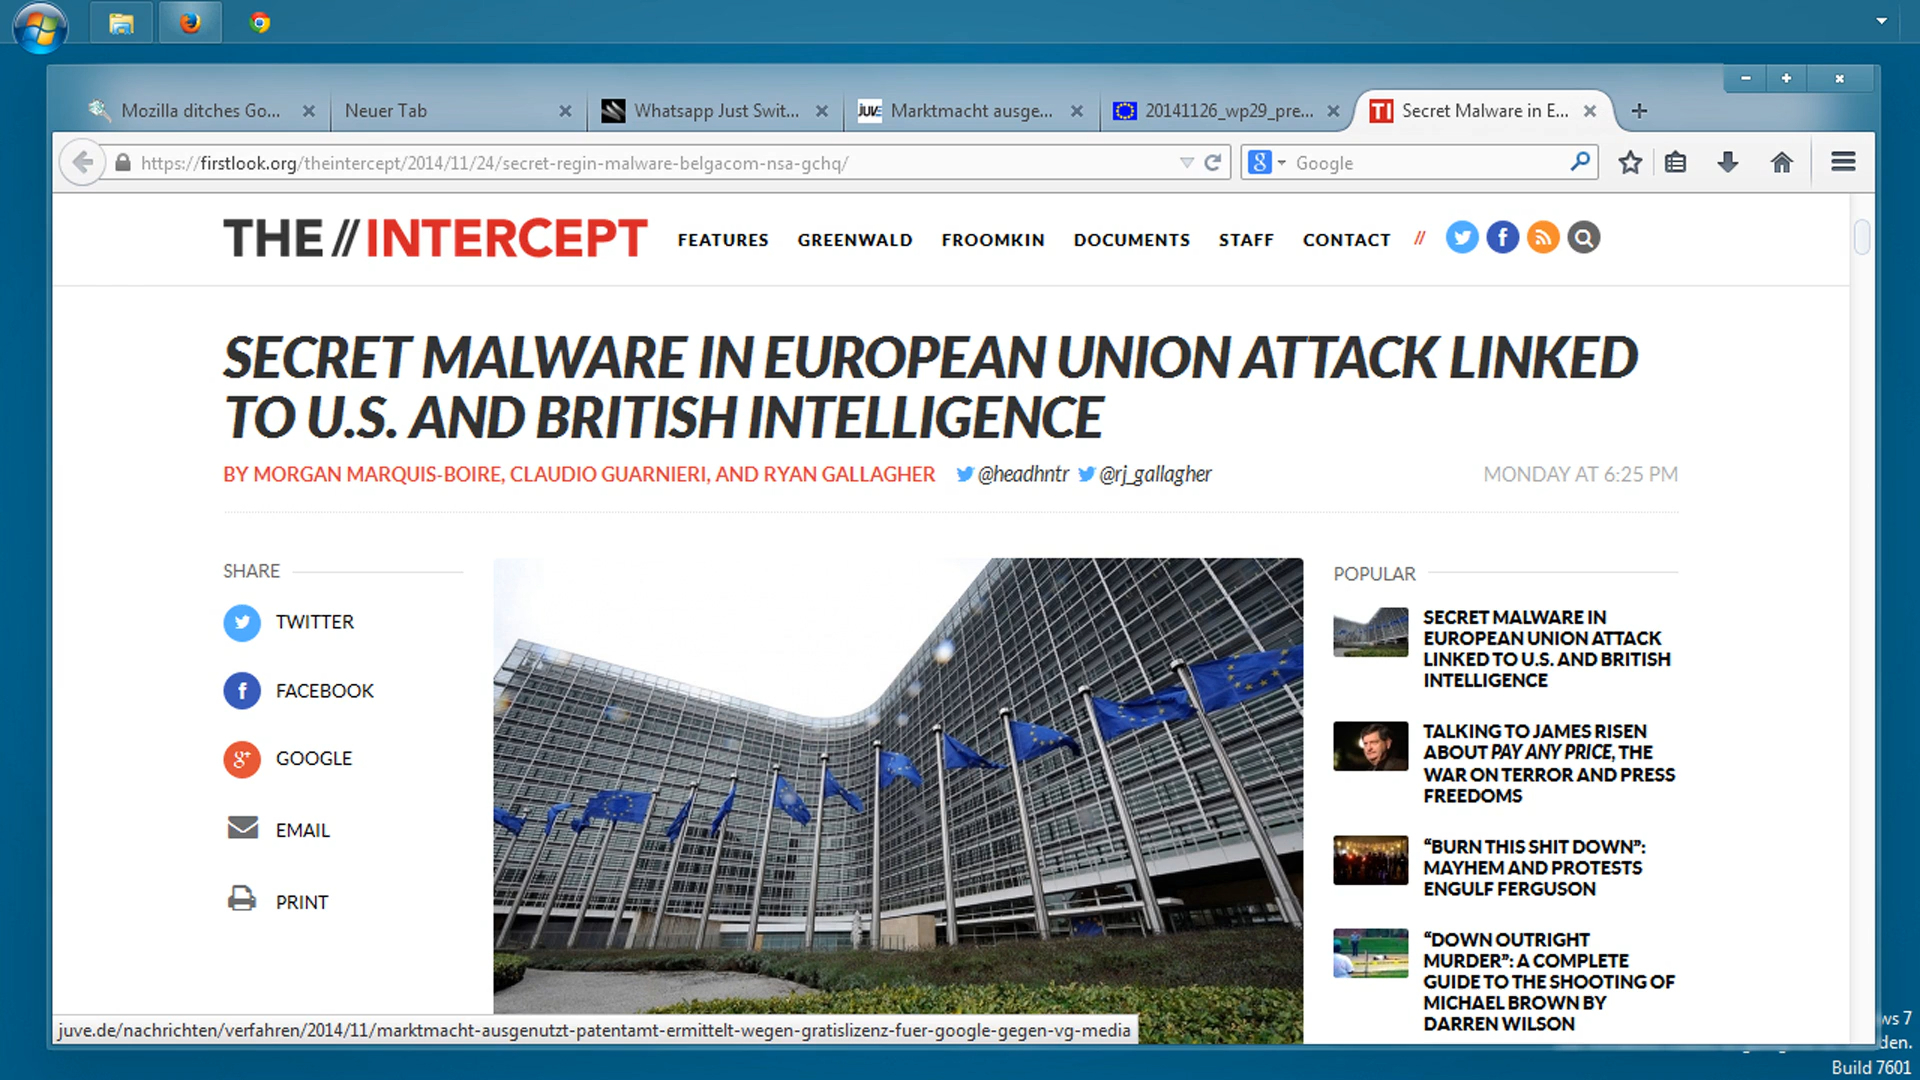 Mozilla ditches Go...
Neuer Tab
Whatsapp Just Swit...
JUVE
Marktmacht ausge...
20141126_wp29_pre...
TI
Secret Malware in E...
https://firstlook.org/theintercept/2014/11/24/secret-regin-malware-belgacom-nsa-gchq/
8
Google
THE // INTERCEPT
FEATURES
GREENWALD
FROOMKIN
DOCUMENTS
STAFF
CONTACT
//
SECRET MALWARE IN EUROPEAN UNION ATTACK LINKED
TO U.S. AND BRITISH INTELLIGENCE
BY MORGAN MARQUIS-BOIRE, CLAUDIO GUARNIERI, AND RYAN GALLAGHER
@headhntr
@rj_gallagher
MONDAY AT 6:25 PM
SHARE
TWITTER
FACEBOOK
GOOGLE
EMAIL
PRINT
POPULAR
SECRET MALWARE IN
EUROPEAN UNION ATTACK
LINKED TO U.S. AND BRITISH
INTELLIGENCE
TALKING TO JAMES RISEN
ABOUT PAY ANY PRICE, THE
WAR ON TERROR AND PRESS
FREEDOMS
“BURN THIS SHIT DOWN”:
MAYHEM AND PROTESTS
ENGULF FERGUSON
“DOWN OUTRIGHT
MURDER”: A COMPLETE
GUIDE TO THE SHOOTING OF
MICHAEL BROWN BY
DARREN WILSON
juve.de/nachrichten/verfahren/2014/11/marktmacht-ausgenutzt-patentamt-ermittelt-wegen-gratislizenz-fuer-google-gegen-vg-media
ws 7
den.
Build 7601